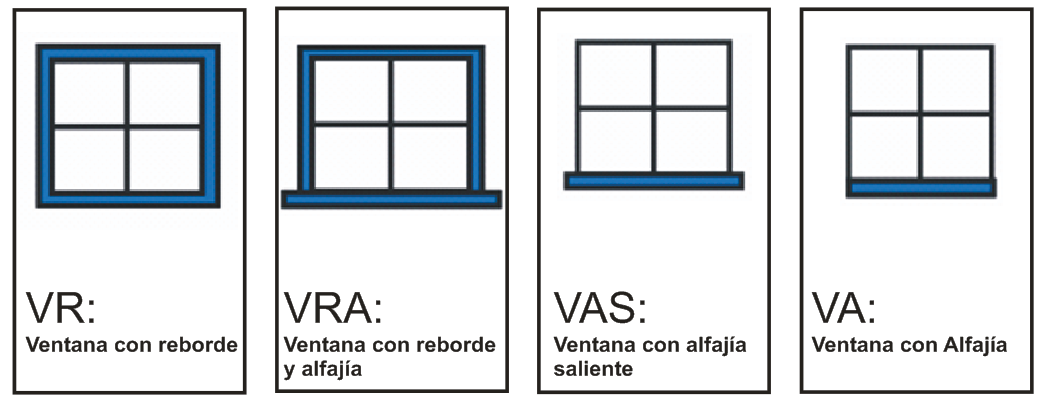 VR:
Ventana con reborde
VRA:
Ventana con reborde
y alfajía
VAS:
Ventana con alfajía
saliente
VA:
Ventana con Alfajía